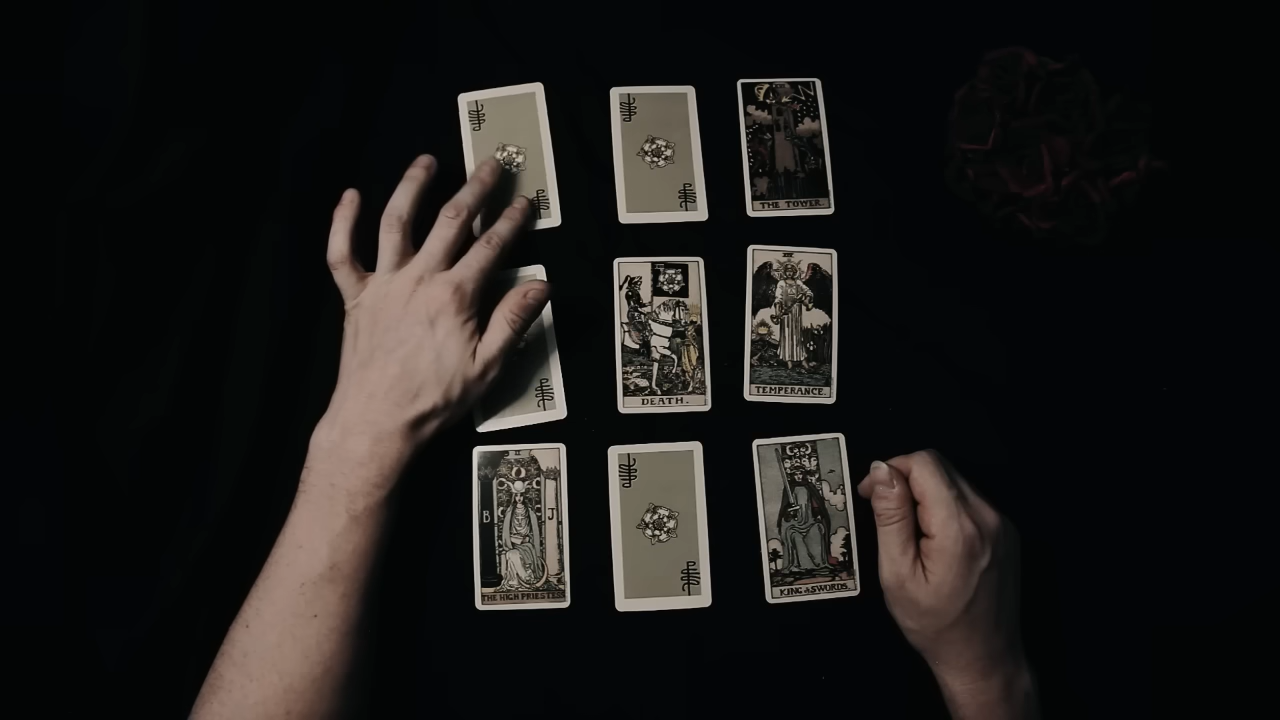 THE TOWER.
DEATH.
TEMPERANCE.
B J
THE HIGH PRIESTESS
KING of SWORDS.